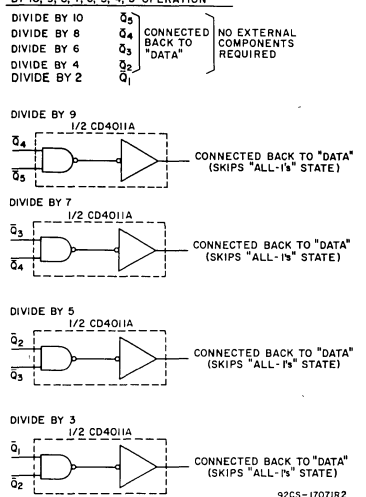 BY 10, 9, 8, 7, 6, 5, 4, 3 OPERATION
DIVIDE BY 10 Q̅5
DIVIDE BY 8 Q̅4
DIVIDE BY 6 Q̅3
DIVIDE BY 4 Q̅2
DIVIDE BY 2 Q̅1
CONNECTED
BACK TO
"DATA"
NO EXTERNAL
COMPONENTS
REQUIRED
DIVIDE BY 9
1/2 CD4011A
Q̅4
Q̅5
CONNECTED BACK TO "DATA"
(SKIPS "ALL-1's" STATE)
DIVIDE BY 7
1/2 CD4011A
Q̅3
Q̅4
CONNECTED BACK TO "DATA"
(SKIPS "ALL-1's" STATE)
DIVIDE BY 5
1/2 CD4011A
Q̅2
Q̅3
CONNECTED BACK TO "DATA"
(SKIPS "ALL-1's" STATE)
DIVIDE BY 3
1/2 CD4011A
Q̅1
Q̅2
CONNECTED BACK TO "DATA"
(SKIPS "ALL-1's" STATE)
92CS-17071R2